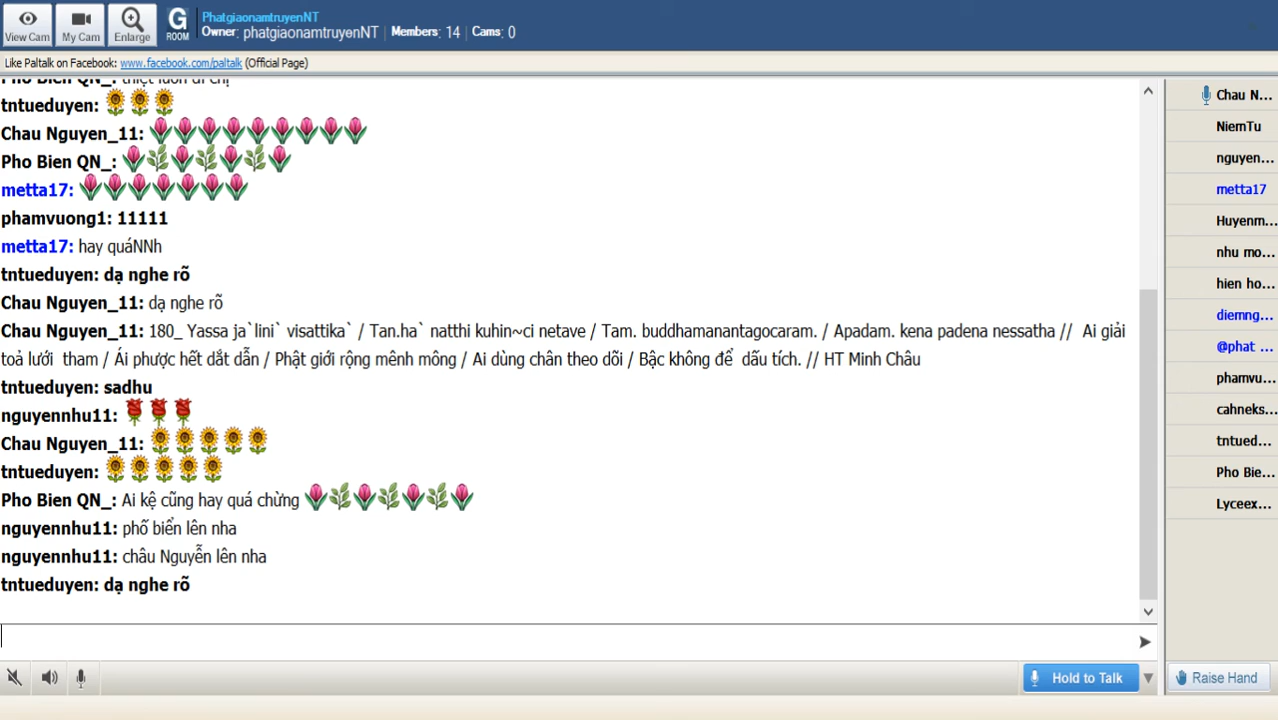 PhatgiaonamtruyenNT
Owner: phatgiaonamtruyenNT Members: 14 Cams: 0
View Cam
My Cam
Enlarge
G
ROOM
Like Paltalk on Facebook: www.facebook.com/paltalk (Official Page)
Pho Bien QN_: thiệt luôn đi chị
tntueduyen:
Chau Nguyen_11:
Pho Bien QN_:
metta17:
phamvuong1: 11111
metta17: hay quáNNh
tntueduyen: dạ nghe rõ
Chau Nguyen_11: dạ nghe rõ
Chau Nguyen_11: 180_ Yassa ja`lini` visattika` / Tan.ha` natthi kuhin~ci netave / Tam. buddhamanantagocaram. / Apadam. kena padena nessatha // Ai giải
toả lưới tham / Ái phược hết dắt dẫn / Phật giới rộng mênh mông / Ai dùng chân theo dõi / Bậc không để dấu tích. // HT Minh Châu
tntueduyen: sadhu
nguyennhu11:
Chau Nguyen_11:
tntueduyen:
Pho Bien QN_: Ai kệ cũng hay quá chừng
nguyennhu11: phố biển lên nha
nguyennhu11: châu Nguyễn lên nha
tntueduyen: dạ nghe rõ
Chau N...
NiemTu
nguyen...
metta17
Huyenm...
nhu mo...
hien ho...
diemng...
@phat ...
phamvu...
cahneks...
tntued...
Pho Bie...
Lyceex...
Hold to Talk
Raise Hand